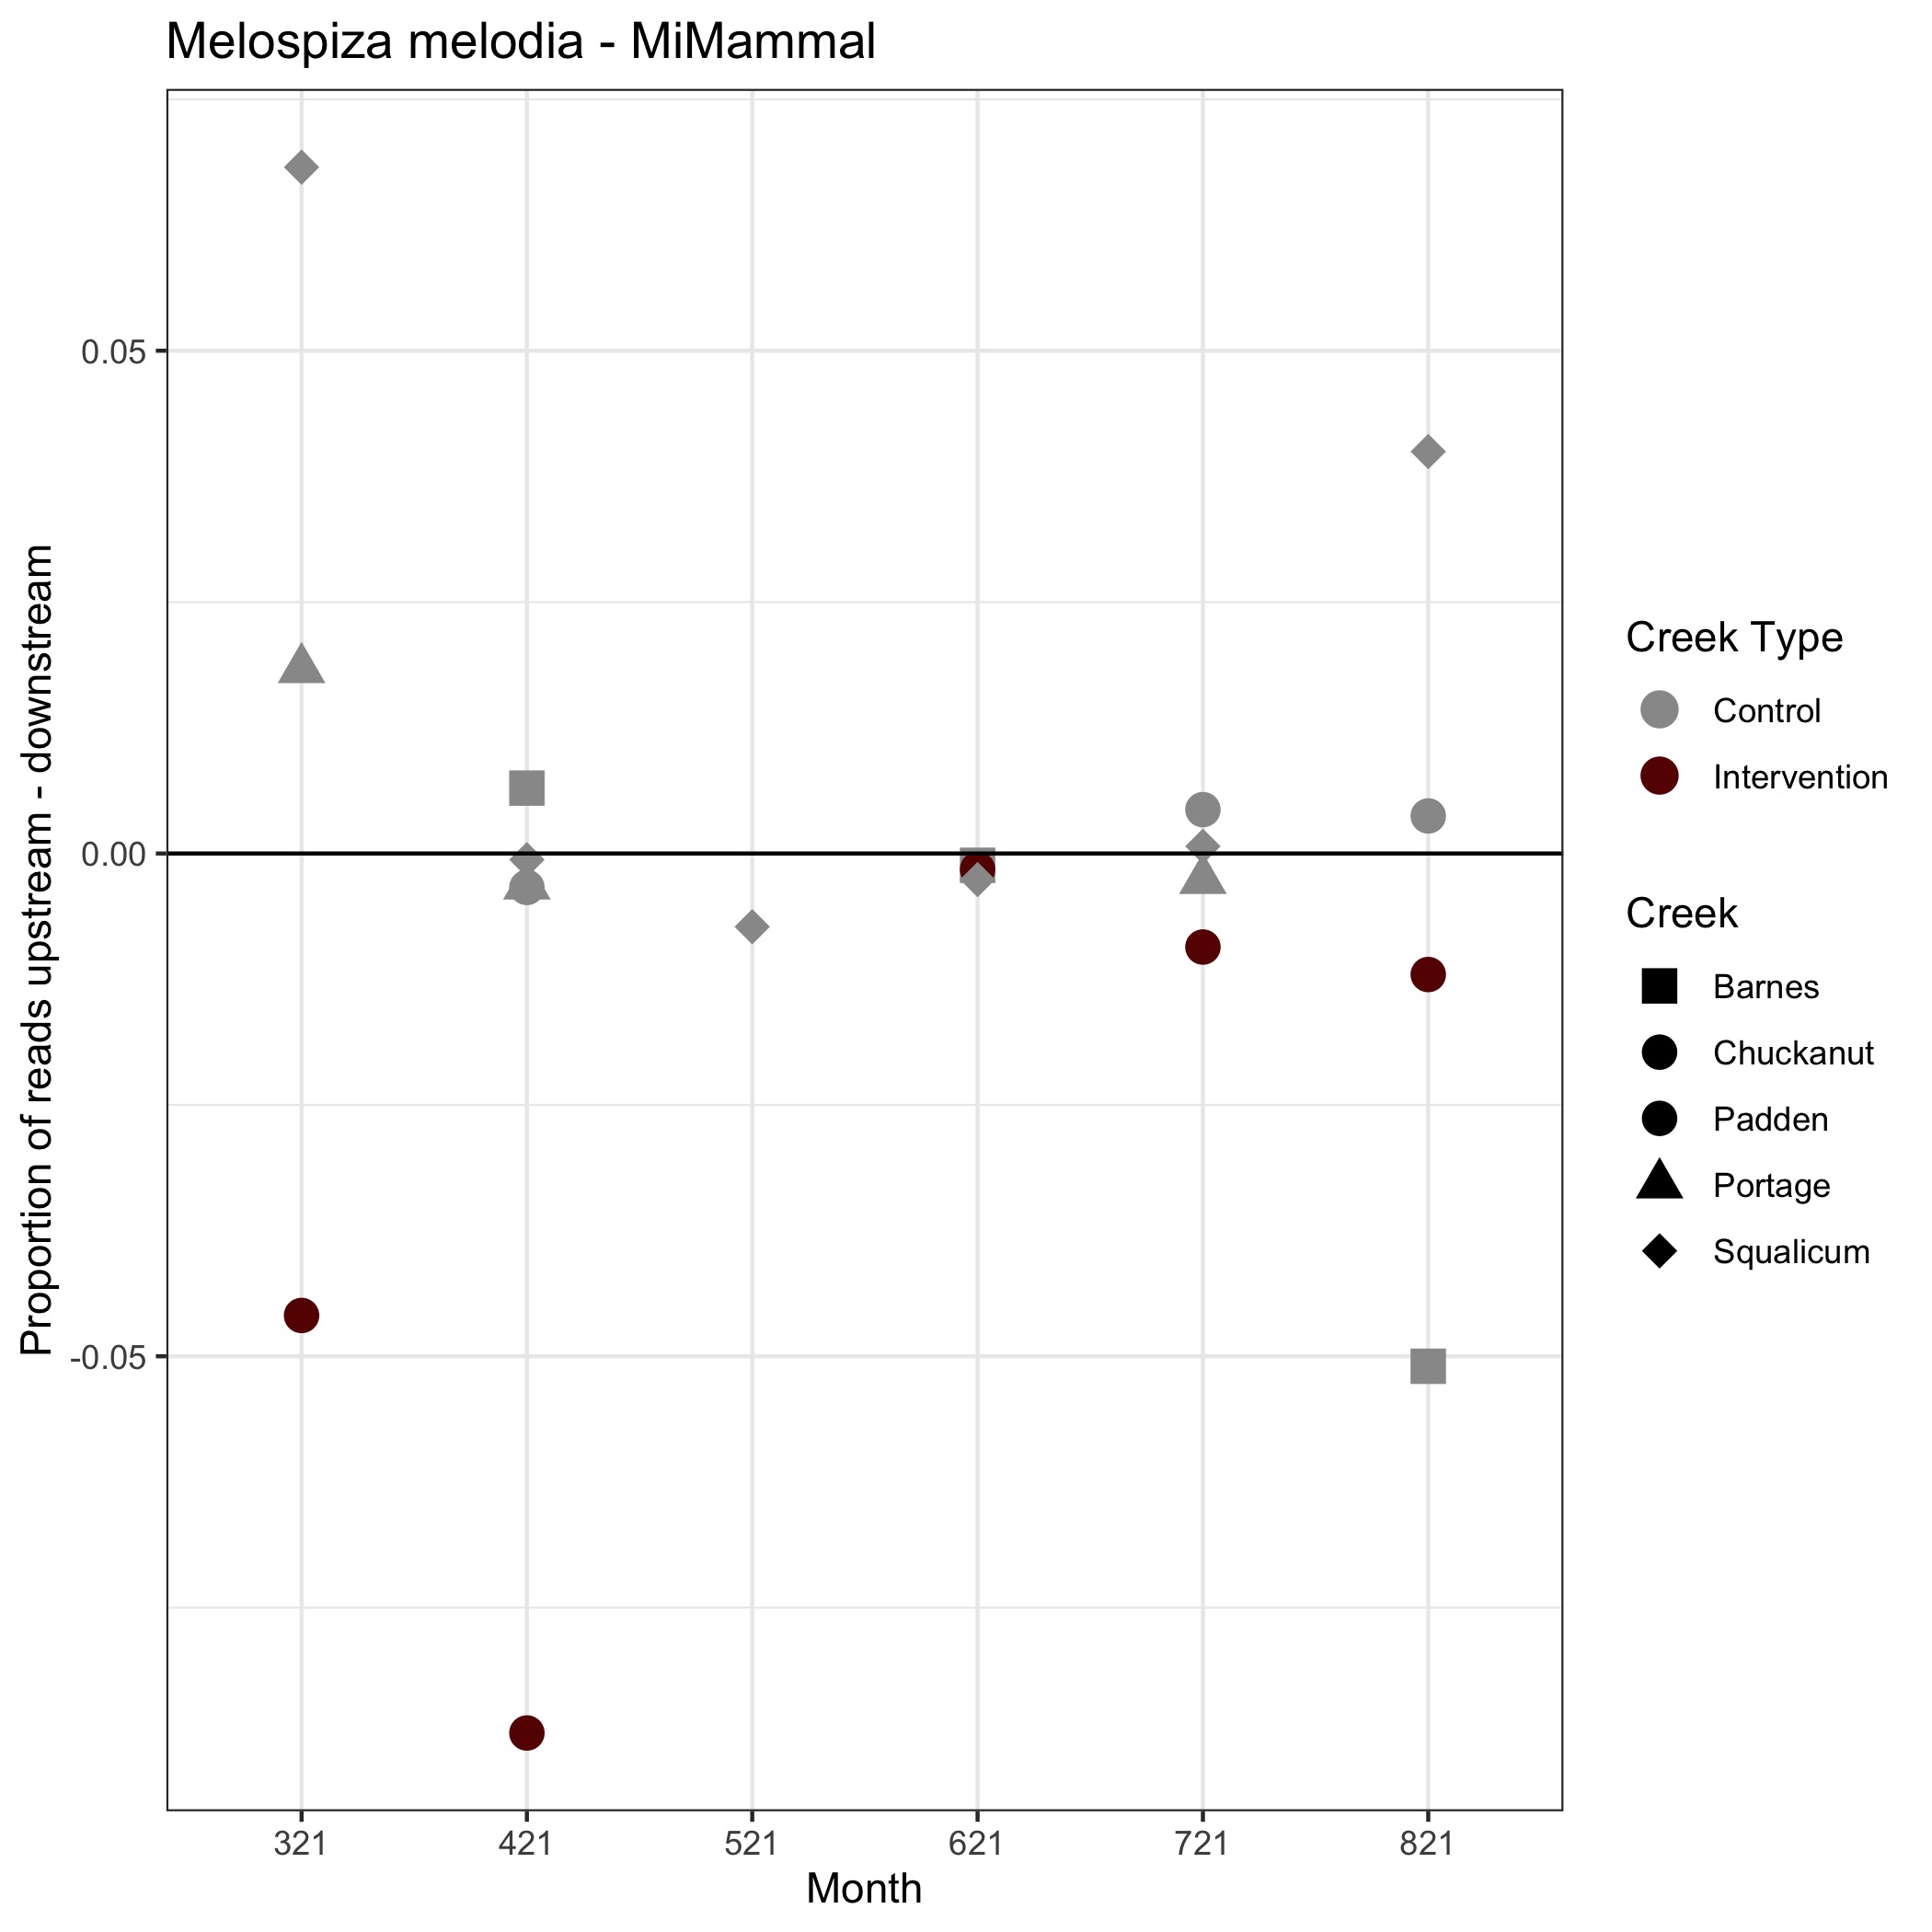 Melospiza melodia - MiMammal
Proportion of reads upstream - downstream
0.05
0.00
-0.05
321 421 521 621 721 821
Month
Creek Type
Control
Intervention
Creek
Barnes
Chuckanut
Padden
Portage
Squalicum